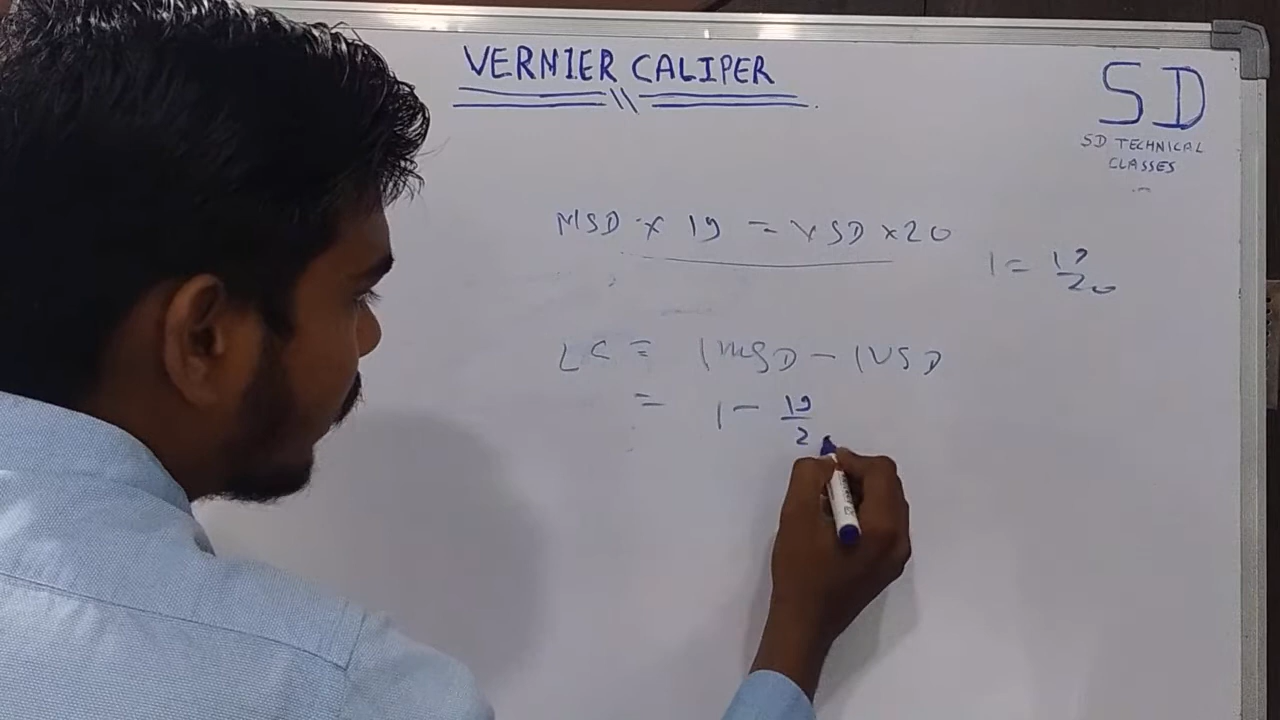 VERNIER CALIPER
SD
SD TECHNICAL
CLASSES
MSD × 19 = VSD × 20
1 = 19/20
LC = 1MSD - 1VSD
= 1 - 19/2